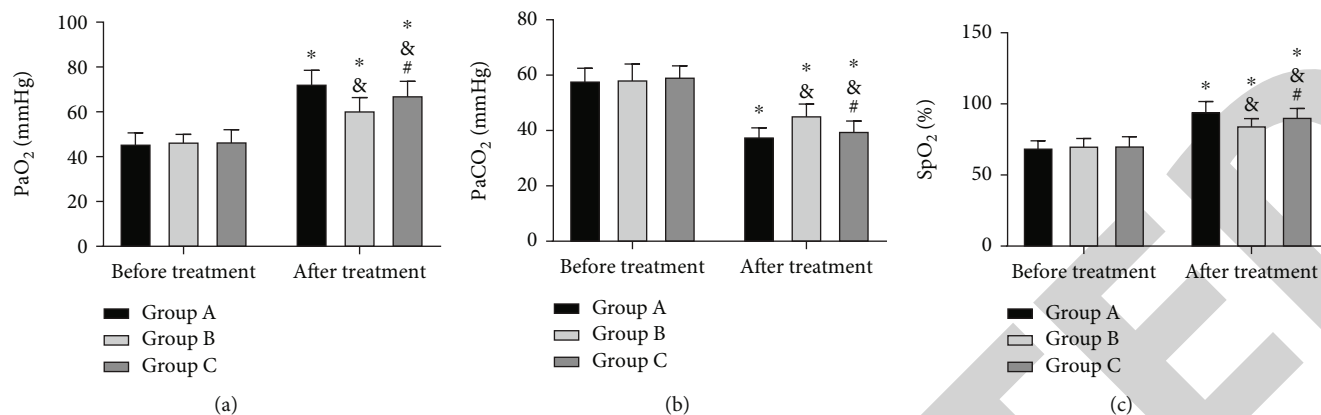 100
80
60
40
20
0
PaO2 (mmHg)
*
*
&
*
&
#
Before treatment
After treatment
Group A
Group B
Group C
(a)
80
60
40
20
0
PaCO2 (mmHg)
*
*
&
*
&
#
Before treatment
After treatment
Group A
Group B
Group C
(b)
150
100
50
0
SpO2 (%)
*
*
&
*
&
#
Before treatment
After treatment
Group A
Group B
Group C
(c)